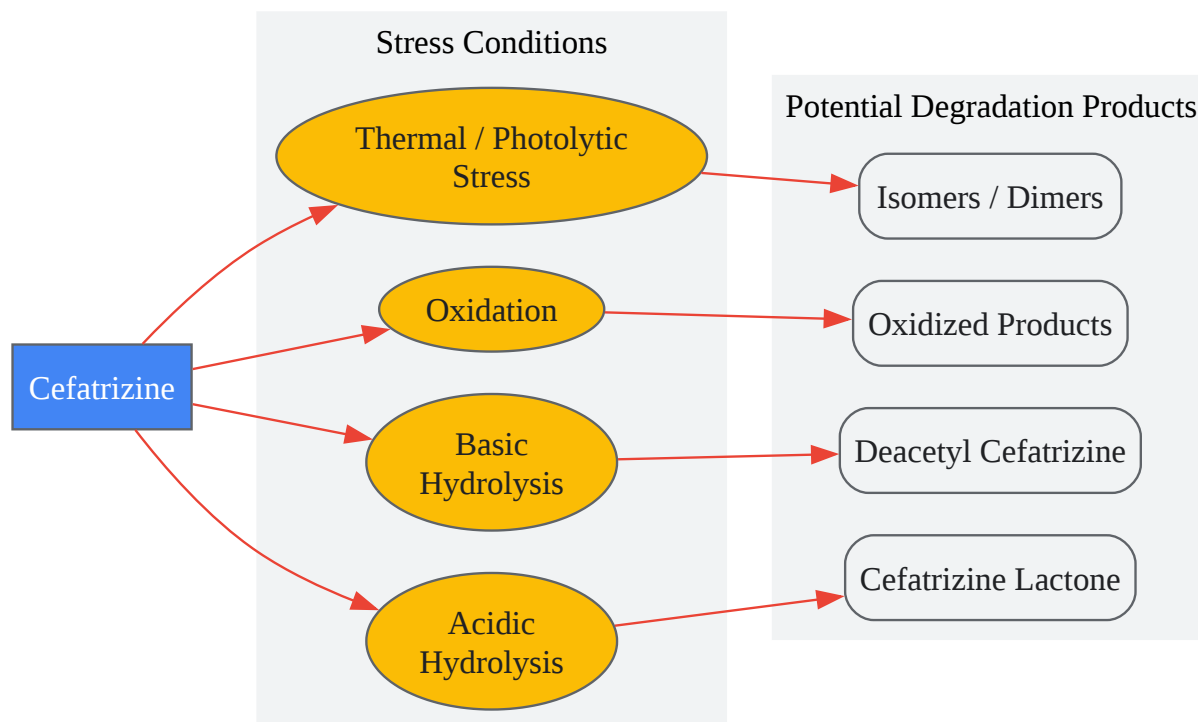 Stress Conditions
Potential Degradation Products
Thermal / Photolytic
Stress
Isomers / Dimers
Oxidation
Oxidized Products
Cefatrizine
Basic
Hydrolysis
Deacetyl Cefatrizine
Acidic
Hydrolysis
Cefatrizine Lactone